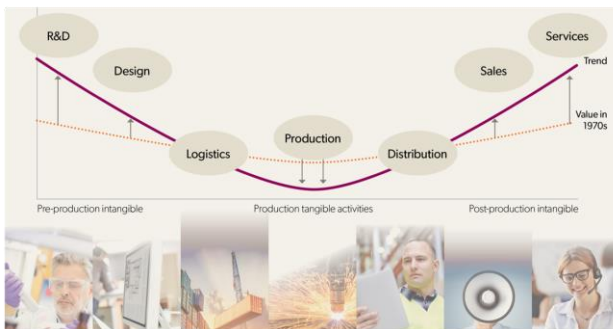 R&D
Services
Design
Sales
Trend
Production
Value in
1970s
Logistics
Distribution
Pre-production intangible
Production tangible activities
Post-production intangible